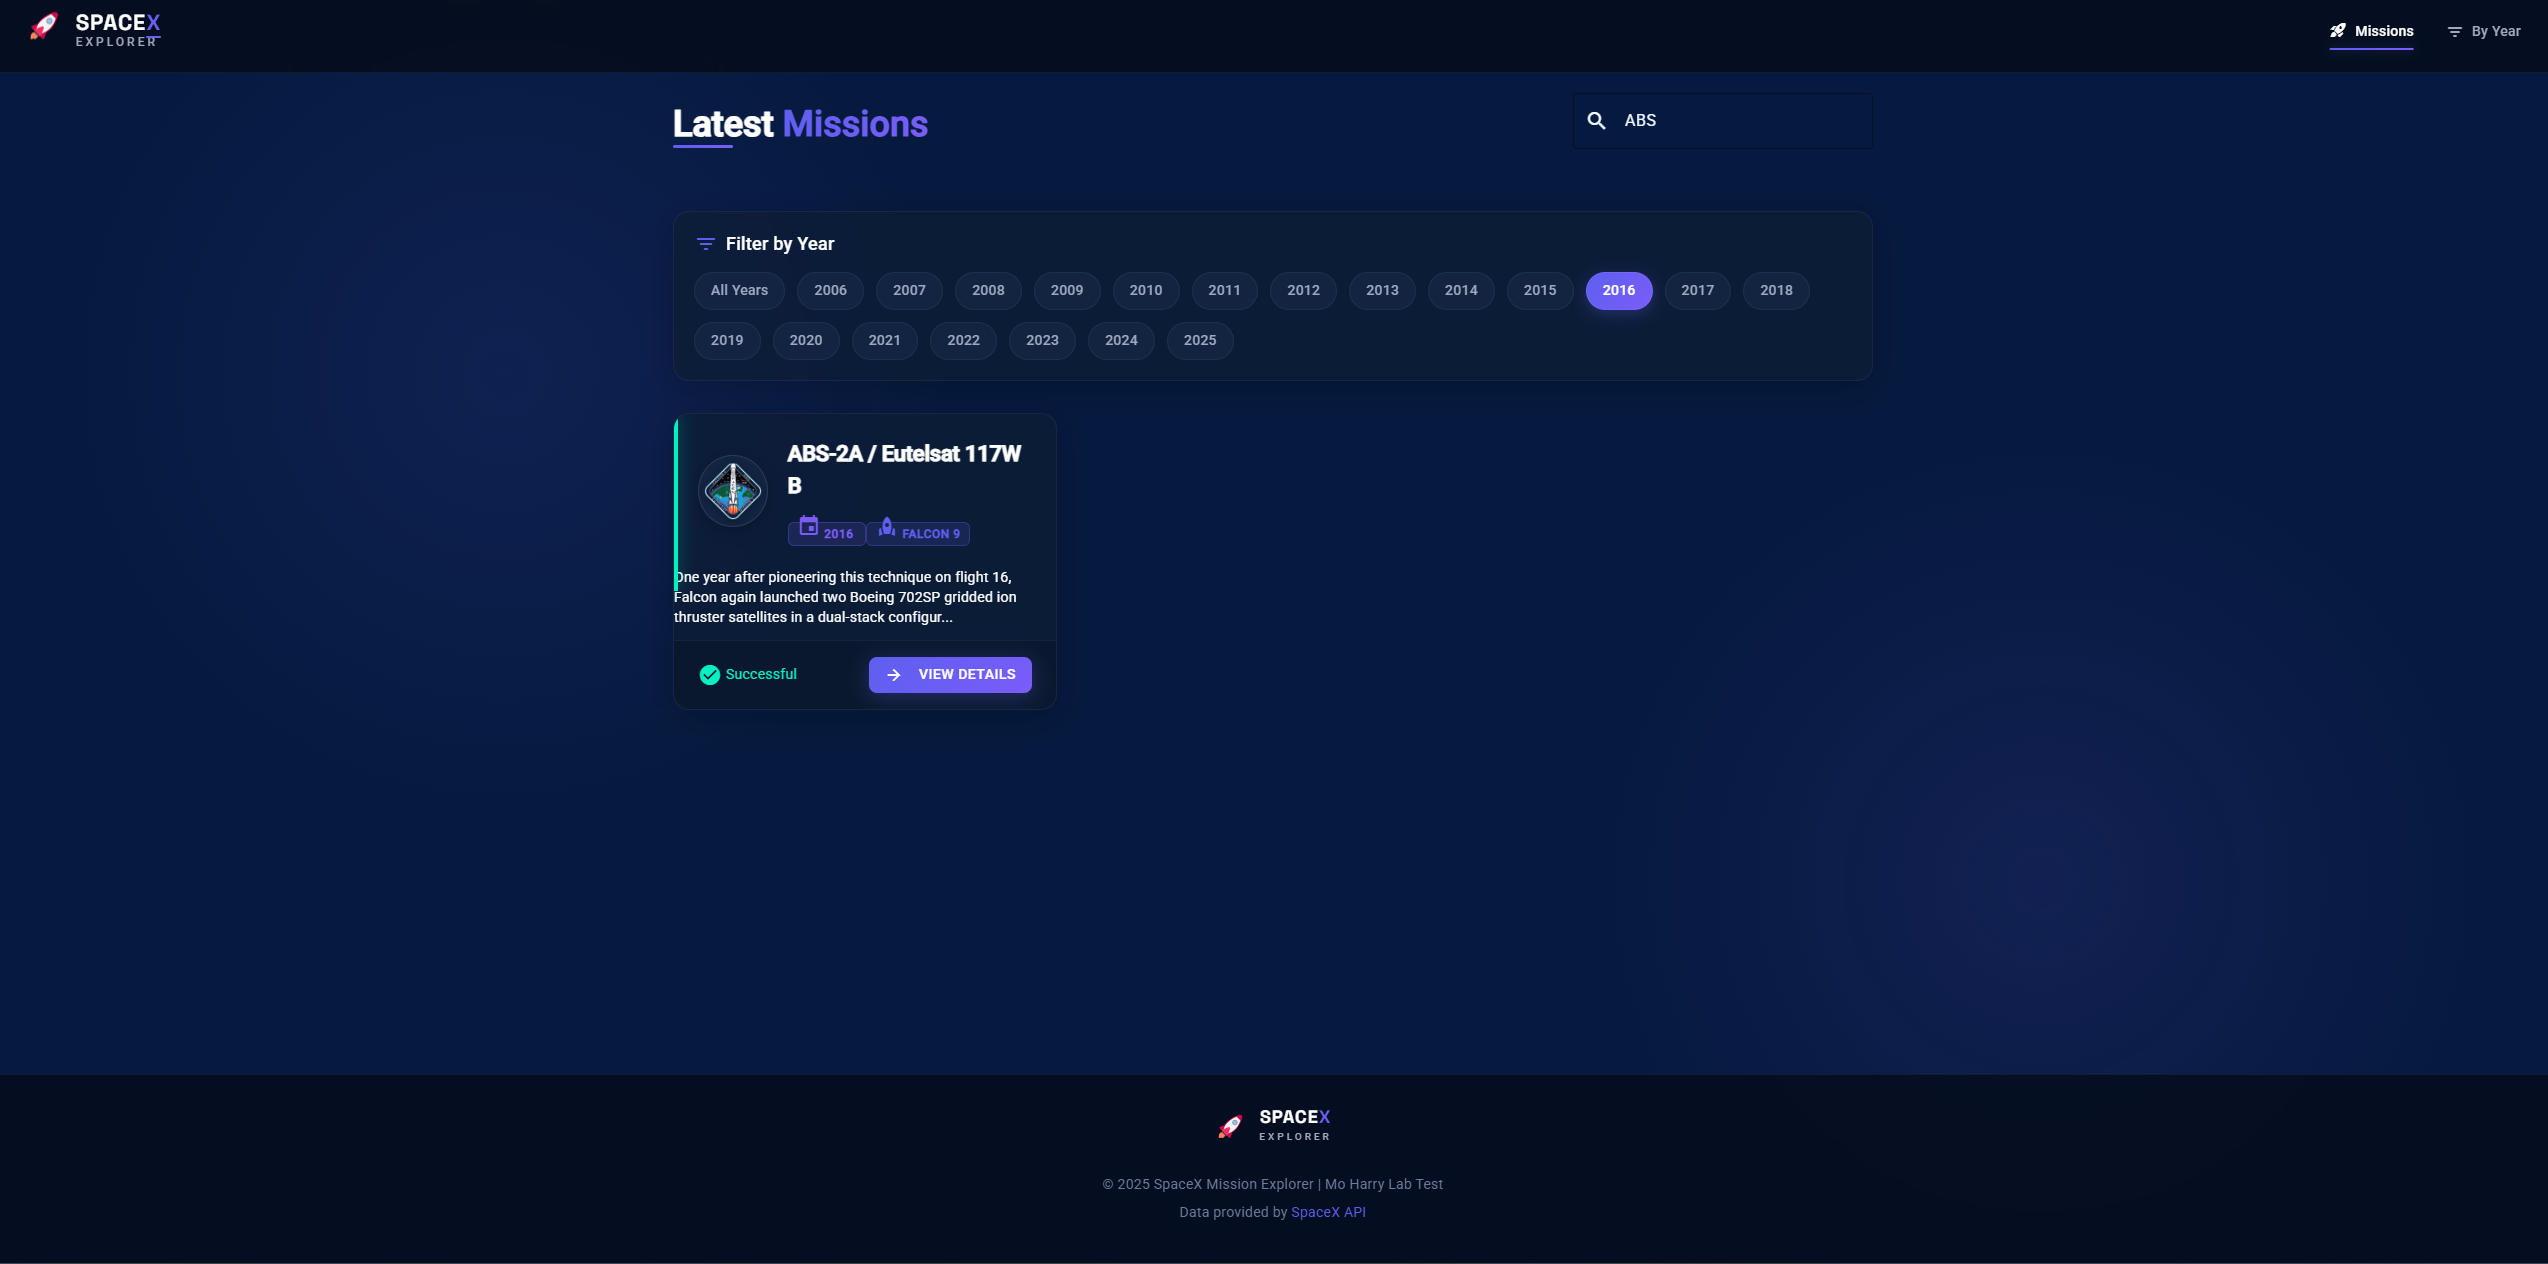 SPACEX
EXPLORER
Missions
By Year
Latest Missions
ABS
Filter by Year
All Years
2006
2007
2008
2009
2010
2011
2012
2013
2014
2015
2016
2017
2018
2019
2020
2021
2022
2023
2024
2025
ABS-2A / Eutelsat 117W
B
2016
FALCON 9
One year after pioneering this technique on flight 16,
Falcon again launched two Boeing 702SP gridded ion
thruster satellites in a dual-stack configur...
Successful
VIEW DETAILS
SPACEX
EXPLORER
© 2025 SpaceX Mission Explorer | Mo Harry Lab Test
Data provided by SpaceX API